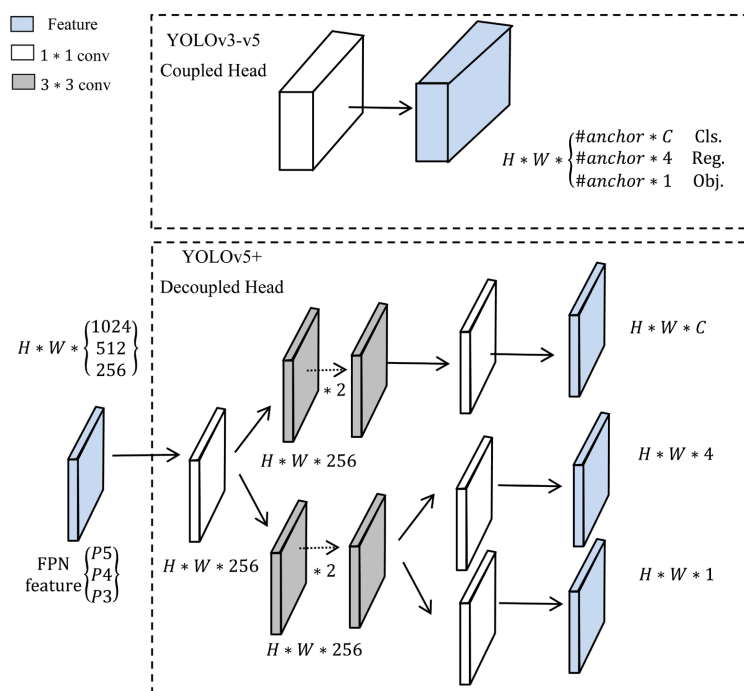 Feature
1 * 1 conv
3 * 3 conv
YOLOv3-v5
Coupled Head
H * W * { #anchor * C Cls.
#anchor * 4 Reg.
#anchor * 1 Obj.
YOLOv5+
Decoupled Head
H * W * { 1024
512
256 }
FPN
feature { P5
P4
P3 }
H * W * 256
* 2
H * W * 256
* 2
H * W * 256
H * W * C
H * W * 4
H * W * 1